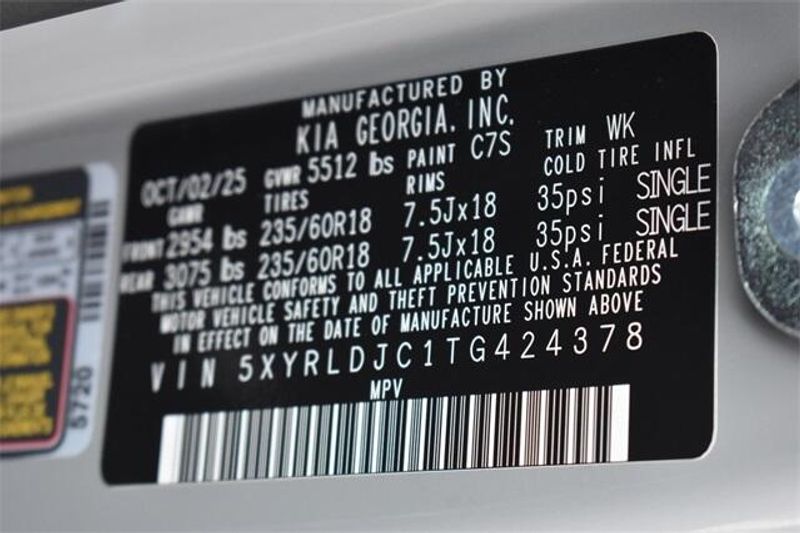 MANUFACTURED BY
KIA GEORGIA, INC.
OCT/02/25 GVWR 5512 lbs PAINT C7S TRIM WK
GAWR TIRES RIMS COLD TIRE INFL
FRONT 2954 lbs 235/60R18 7.5Jx18 35psi SINGLE
REAR 3075 lbs 235/60R18 7.5Jx18 35psi SINGLE
THIS VEHICLE CONFORMS TO ALL APPLICABLE U.S.A. FEDERAL
MOTOR VEHICLE SAFETY AND THEFT PREVENTION STANDARDS
IN EFFECT ON THE DATE OF MANUFACTURE SHOWN ABOVE
VIN 5XYRLDJC1TG424378
MPV
5720